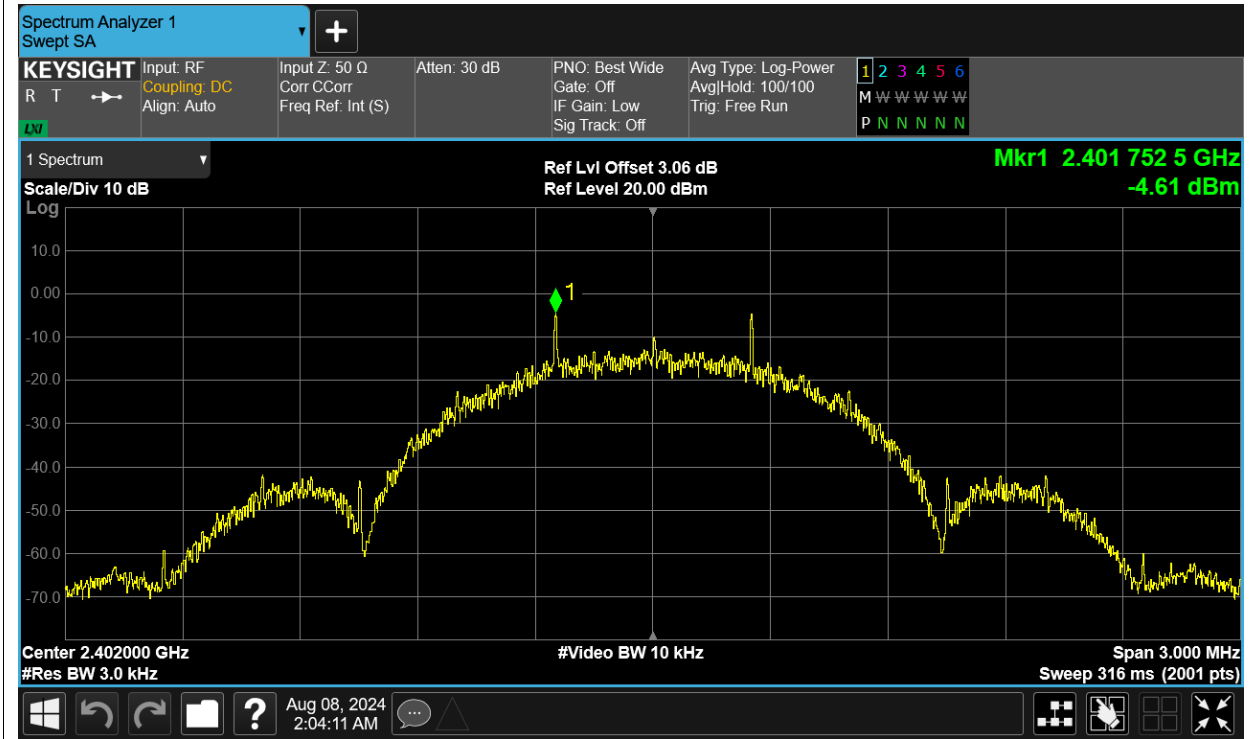 Spectrum Analyzer 1
Swept SA
+
KEYSIGHT
R T
LXI
Input: RF
Coupling: DC
Align: Auto
Input Z: 50 Ω
Corr CCorr
Freq Ref: Int (S)
Atten: 30 dB
PNO: Best Wide
Gate: Off
IF Gain: Low
Sig Track: Off
Avg Type: Log-Power
Avg|Hold: 100/100
Trig: Free Run
1 2 3 4 5 6
M W W W W W
P N N N N N
1 Spectrum
Scale/Div 10 dB
Ref Lvl Offset 3.06 dB
Ref Level 20.00 dBm
Mkr1 2.401 752 5 GHz
-4.61 dBm
Log
10.0
0.00
-10.0
-20.0
-30.0
-40.0
-50.0
-60.0
-70.0
1
Center 2.402000 GHz
#Res BW 3.0 kHz
#Video BW 10 kHz
Span 3.000 MHz
Sweep 316 ms (2001 pts)
?
Aug 08, 2024
2:04:11 AM